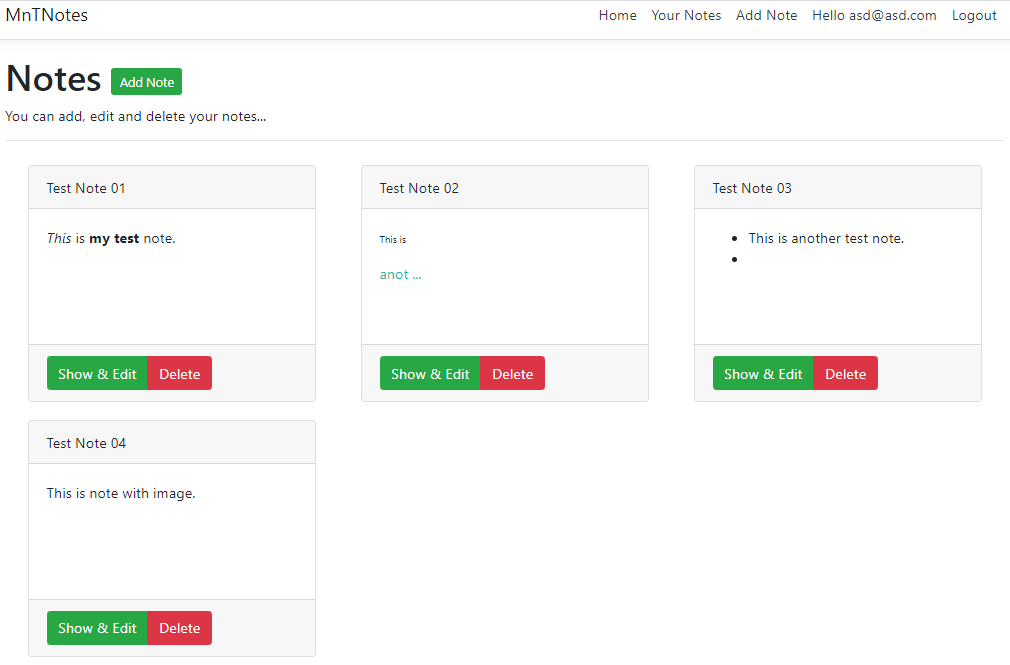 MnTNotes Home Your Notes Add Note Hello asd@asd.com Logout
Notes Add Note
You can add, edit and delete your notes...
Test Note 01
This is my test note.
Show & Edit Delete
Test Note 02
This is
anot ...
Show & Edit Delete
Test Note 03
• This is another test note.
•
Show & Edit Delete
Test Note 04
This is note with image.
Show & Edit Delete